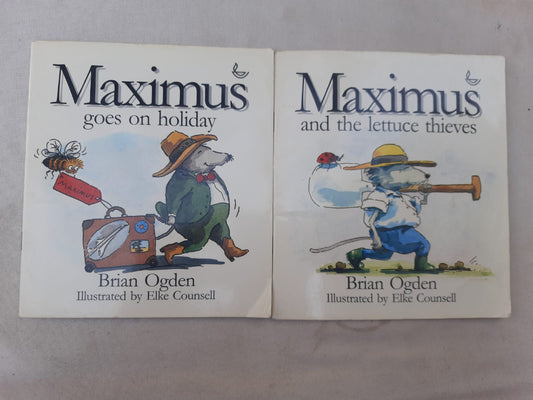 Maximus
goes on holiday
MAXIMUS
Brian Ogden
Illustrated by Elke Counsell
Maximus
and the lettuce thieves
Brian Ogden
Illustrated by Elke Counsell